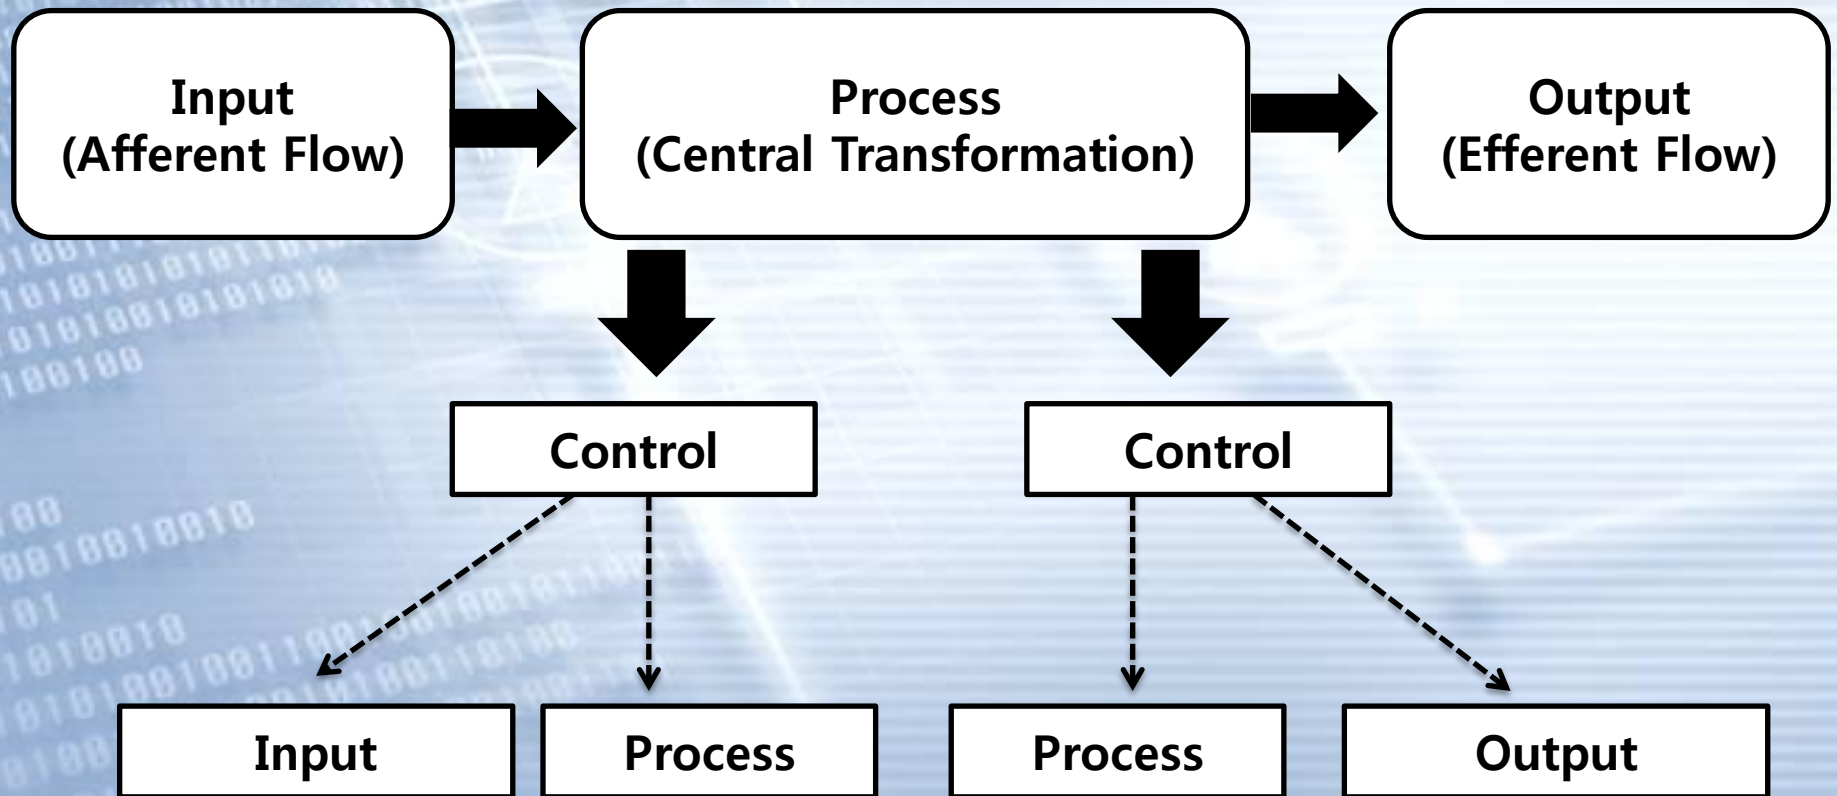 Input
(Afferent Flow)
Process
(Central Transformation)
Output
(Efferent Flow)
Control
Control
Input
Process
Process
Output